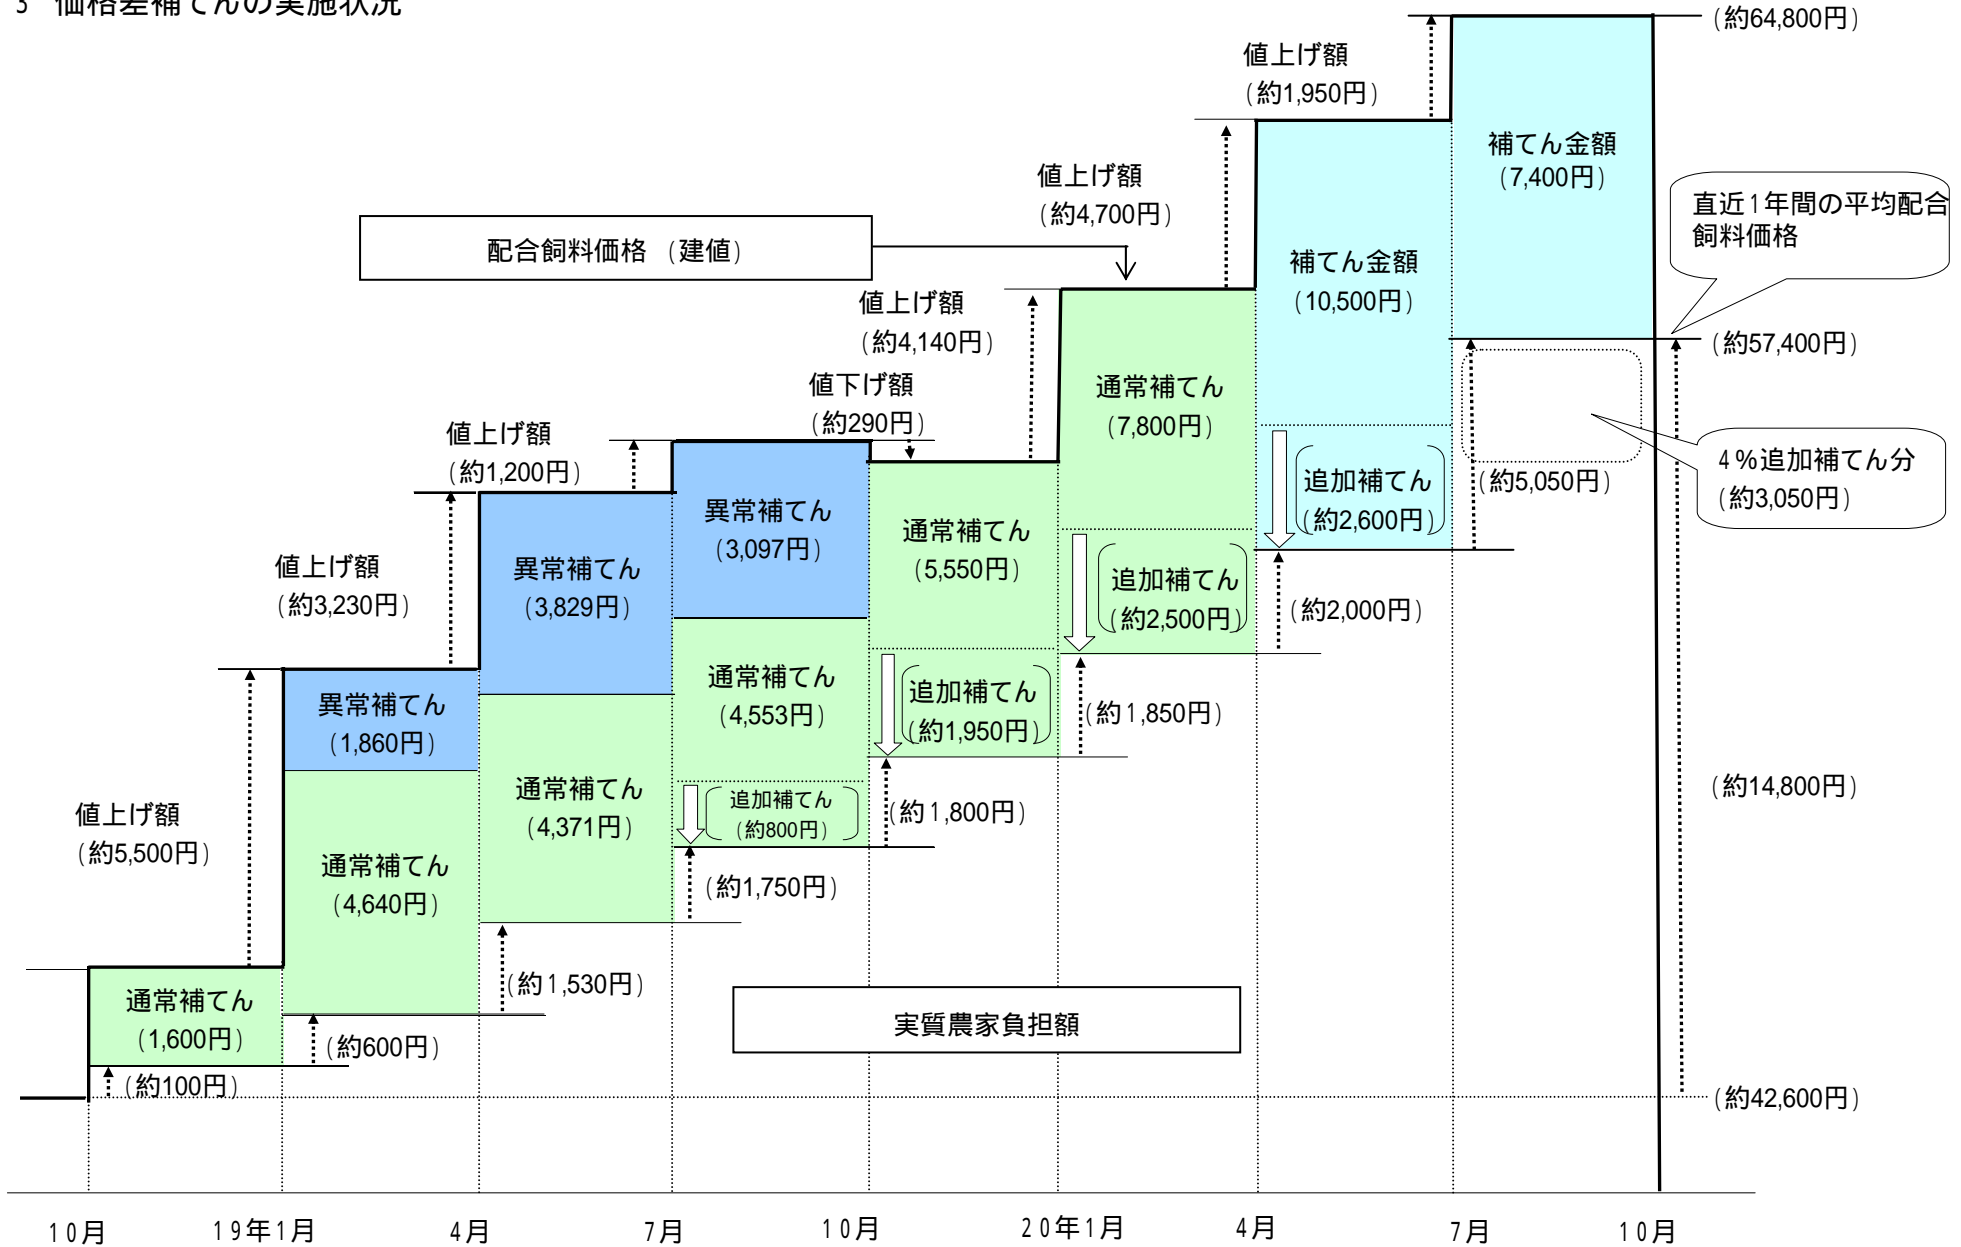 3 価格差補てんの実施状況
(約64,800円)
値上げ額
(約1,950円)
補てん金額
(7,400円)
値上げ額
(約4,700円)
直近1年間の平均配合
飼料価格
配合飼料価格 (建値)
補てん金額
(10,500円)
値上げ額
(約4,140円)
(約57,400円)
値下げ額
(約290円)
通常補てん
(7,800円)
値上げ額
(約1,200円)
4%追加補てん分
(約3,050円)
追加補てん
(約2,600円)
(約5,050円)
異常補てん
(3,097円)
通常補てん
(5,550円)
値上げ額
(約3,230円)
異常補てん
(3,829円)
追加補てん
(約2,500円)
(約2,000円)
通常補てん
(4,553円)
追加補てん
(約1,950円)
(約1,850円)
異常補てん
(1,860円)
通常補てん
(4,371円)
追加補てん
(約800円)
(約1,800円)
(約14,800円)
値上げ額
(約5,500円)
通常補てん
(4,640円)
(約1,750円)
(約1,530円)
通常補てん
(1,600円)
実質農家負担額
(約600円)
(約100円)
(約42,600円)
10月 19年1月 4月 7月 10月 20年1月 4月 7月 10月